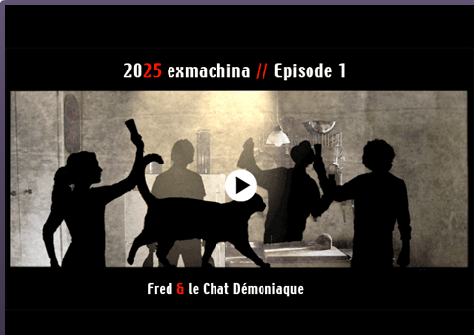 2025 exmachina // Episode 1
Fred & le Chat Démoniaque